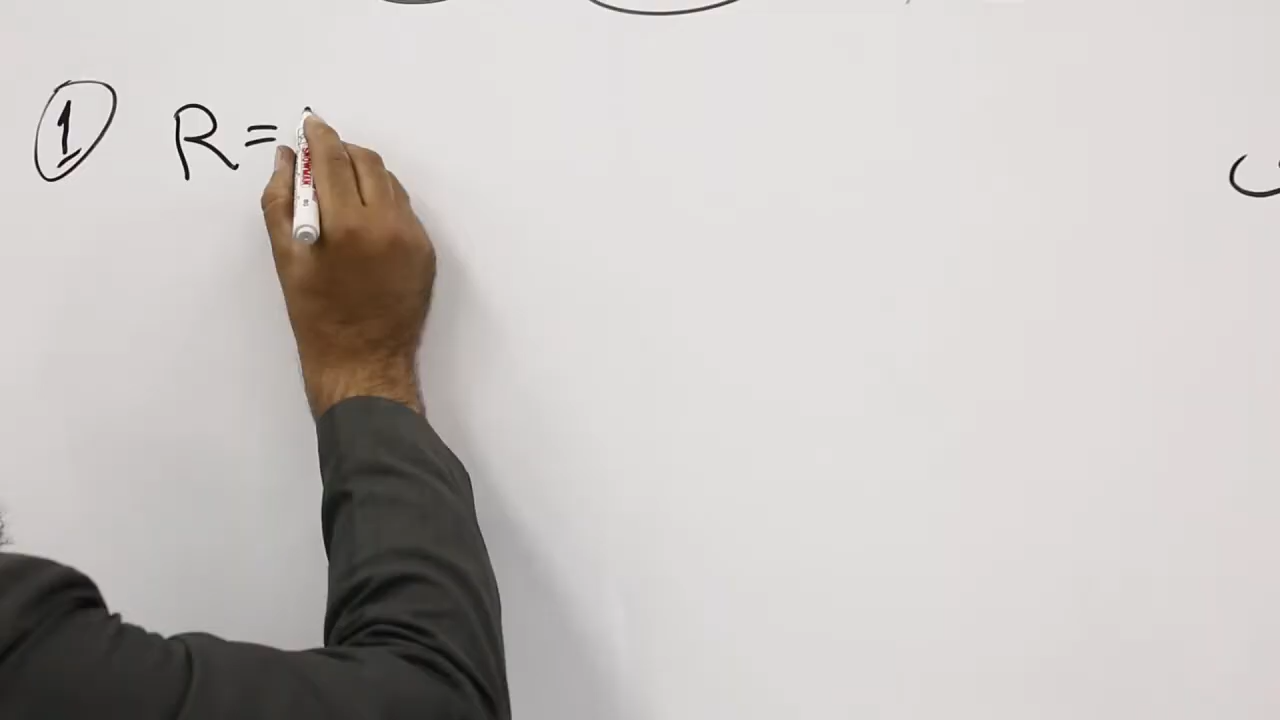 ① R =